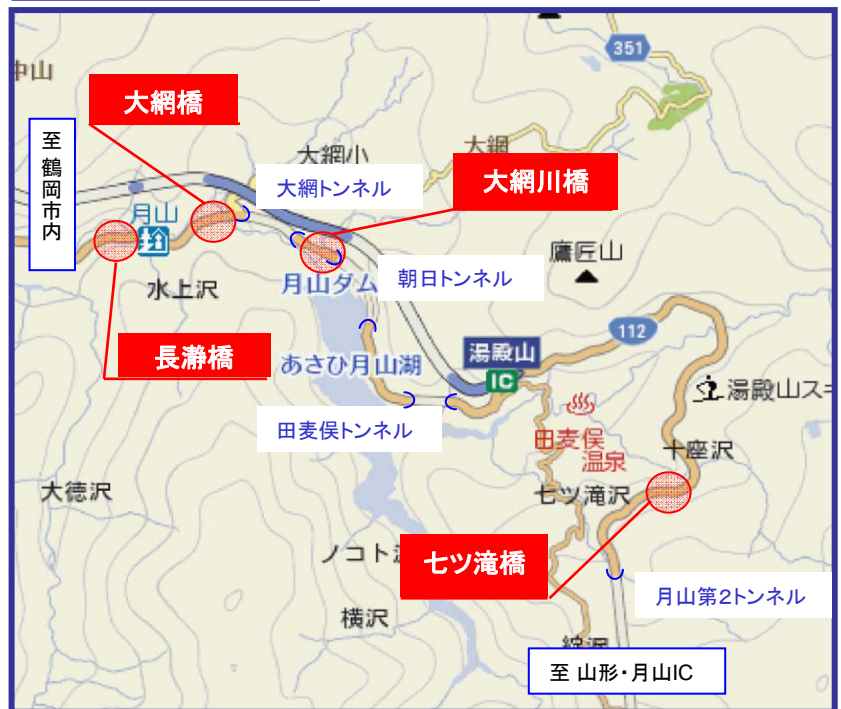 351
中山
大網橋
至 鶴岡市内
大網小
大網
大網トンネル
大網川橋
月山
鷹匠山
水上沢
月山ダム
朝日トンネル
112
長瀞橋
湯殿山
IC
あさひ月山湖
湯殿山スキ
田麦俣トンネル
田麦俣
温泉
十座沢
大徳沢
七ツ滝沢
ノコト沢
七ツ滝橋
月山第2トンネル
横沢
至 山形・月山IC